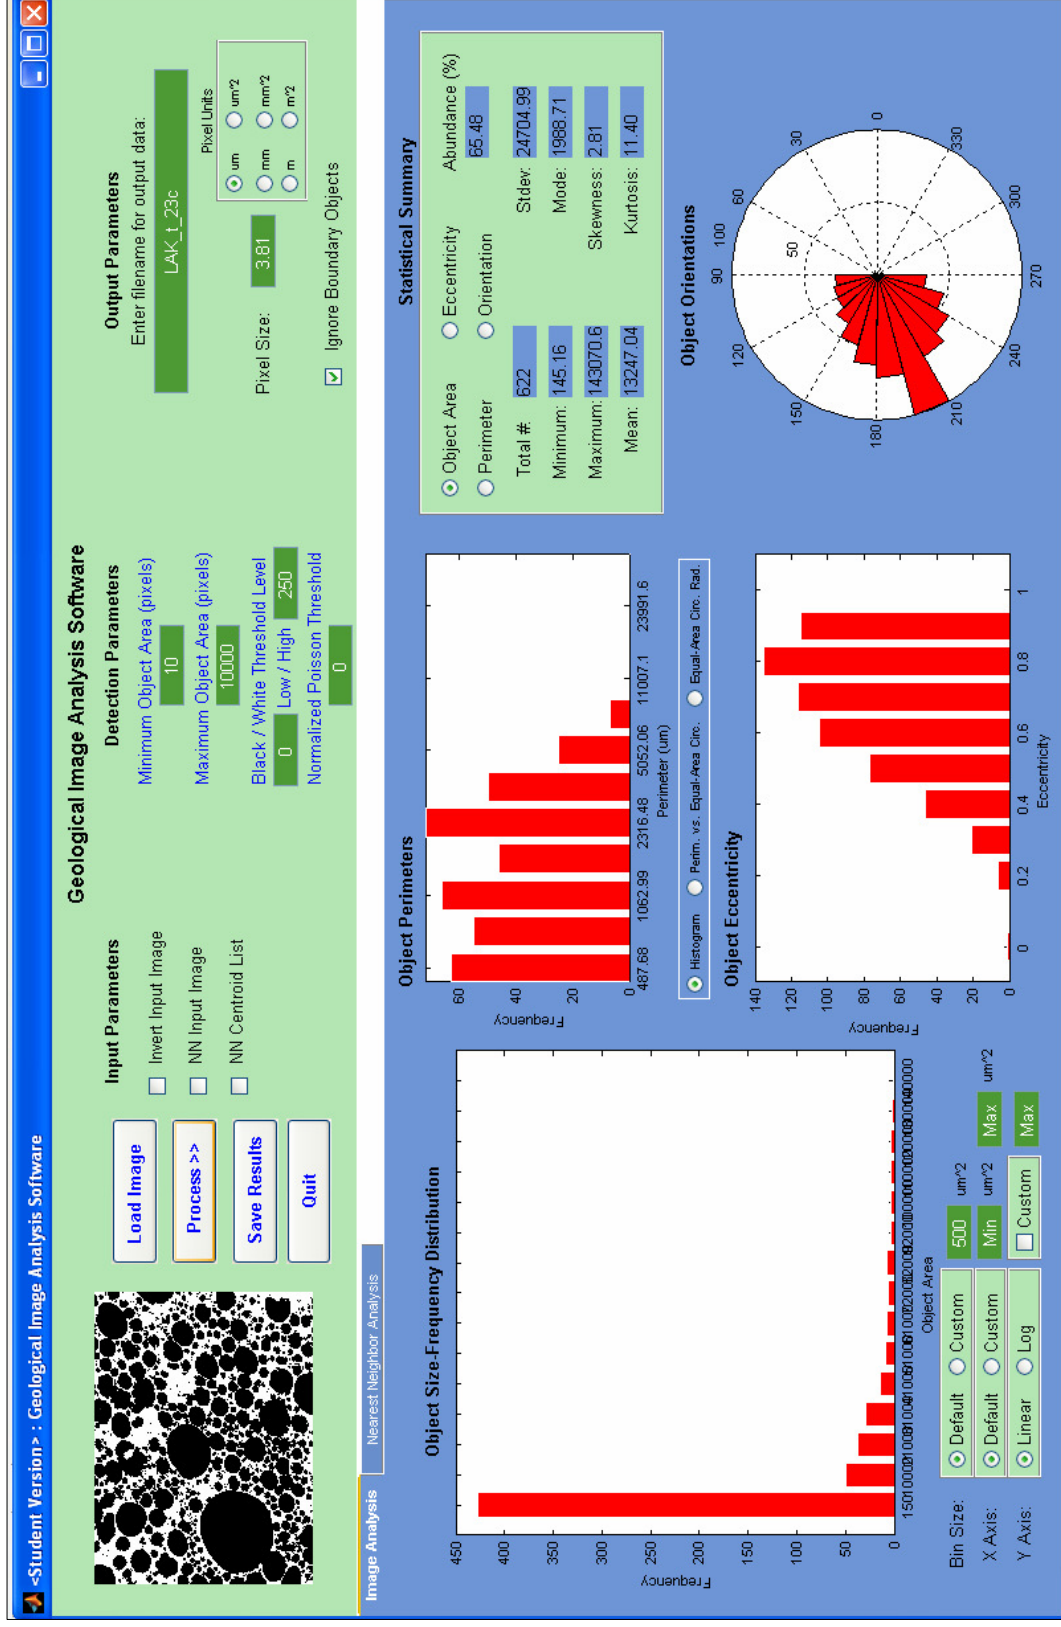 <Student Version> : Geological Image Analysis Software
Geological Image Analysis Software
Load Image
Process >>
Save Results
Quit
Input Parameters
Invert Input Image
NN Input Image
NN Centroid List
Detection Parameters
Minimum Object Area (pixels)
10
Maximum Object Area (pixels)
10000
Black / White Threshold Level
0 Low / High 250
Normalized Poisson Threshold
0
Output Parameters
Enter filename for output data:
LAK_t_23c
Pixel Size: 3.81
Pixel Units
um um^2
mm mm^2
m m^2
Ignore Boundary Objects
Image Analysis Nearest Neighbor Analysis
Object Size-Frequency Distribution
450
400
350
300
250
200
150
100
50
0
Frequency
Object Area
Bin Size: Default Custom 500 um^2
X Axis: Default Custom Min um^2 Max um^2
Y Axis: Linear Log Custom Max
Object Perimeters
60
40
20
0
Frequency
487.68 1062.99 2316.48 5052.06 11007.1 23991.6
Perimeter (um)
Histogram Perim. vs. Equal-Area Circ. Equal-Area Circ. Rad.
Object Eccentricity
140
120
100
80
60
40
20
0
Frequency
0 0.2 0.4 0.6 0.8 1
Eccentricity
Statistical Summary
Object Area Eccentricity Abundance (%)
Perimeter Orientation 65.48
Total #: 622 Stdev: 24704.99
Minimum: 145.16 Mode: 1988.71
Maximum: 143070.6 Skewness: 2.81
Mean: 13247.04 Kurtosis: 11.40
Object Orientations
90 100
120 60
50
150 30
180 0
210 330
240 300
270